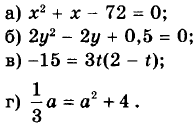 а) x² + x − 72 = 0;
б) 2y² − 2y + 0,5 = 0;
в) −15 = 3t(2 − t);
г) 1/3 a = a² + 4 .